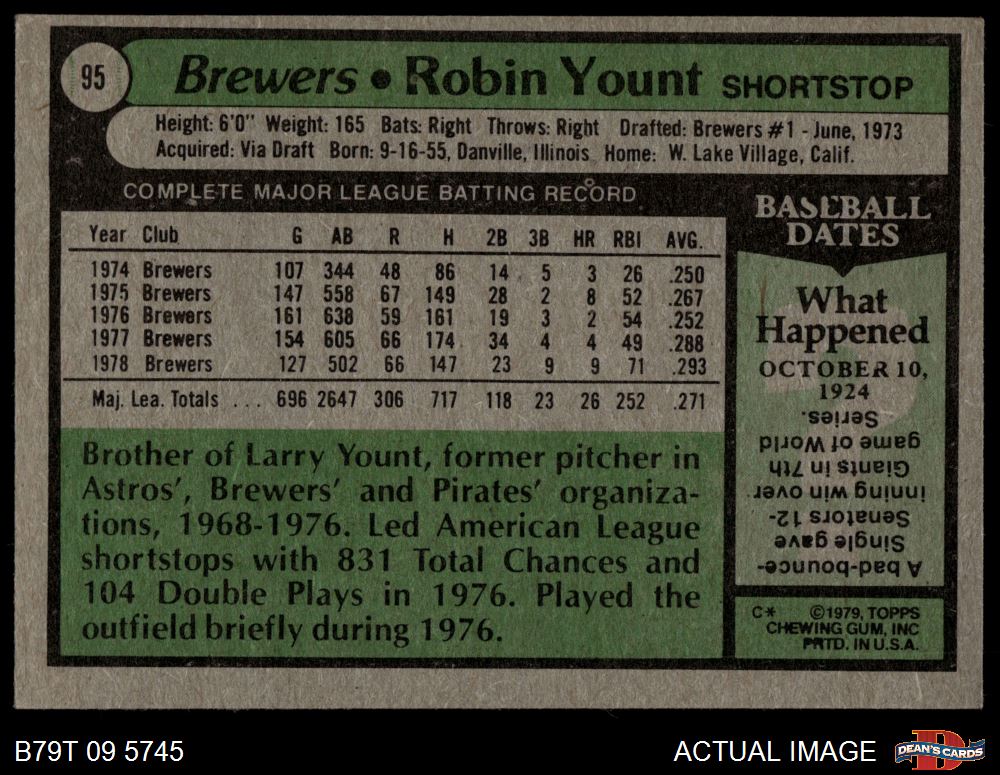 95
Brewers • Robin Yount SHORTSTOP
Height: 6'0" Weight: 165 Bats: Right Throws: Right Drafted: Brewers #1 - June, 1973
Acquired: Via Draft Born: 9-16-55, Danville, Illinois Home: W. Lake Village, Calif.
COMPLETE MAJOR LEAGUE BATTING RECORD
Year Club G AB R H 2B 3B HR RBI AVG.
1974 Brewers 107 344 48 86 14 5 3 26 .250
1975 Brewers 147 558 67 149 28 2 8 52 .267
1976 Brewers 161 638 59 161 19 3 2 54 .252
1977 Brewers 154 605 66 174 34 4 4 49 .288
1978 Brewers 127 502 66 147 23 9 9 71 .293
Maj. Lea. Totals ... 696 2647 306 717 118 23 26 252 .271
Brother of Larry Yount, former pitcher in
Astros', Brewers' and Pirates' organiza-
tions, 1968-1976. Led American League
shortstops with 831 Total Chances and
104 Double Plays in 1976. Played the
outfield briefly during 1976.
BASEBALL
DATES
What
Happened
OCTOBER 10,
1924
A bad-bounce-
Single gave
Senators 12-
inning win over
Giants in 7th
game of World
Series.
C* ©1979, TOPPS
CHEWING GUM, INC
PRTD. IN U.S.A.
B79T 09 5745
ACTUAL IMAGE
D
DEAN'S CARDS